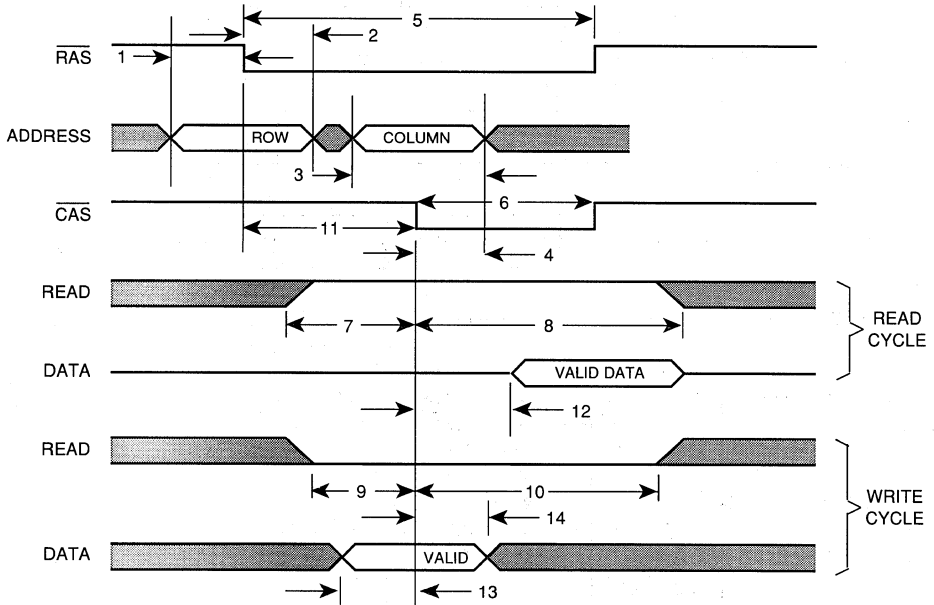 5
2
RAS
1
ADDRESS
ROW
COLUMN
3
CAS
6
11
4
READ
7
8
READ
CYCLE
DATA
VALID DATA
12
READ
9
10
WRITE
CYCLE
14
DATA
VALID
13